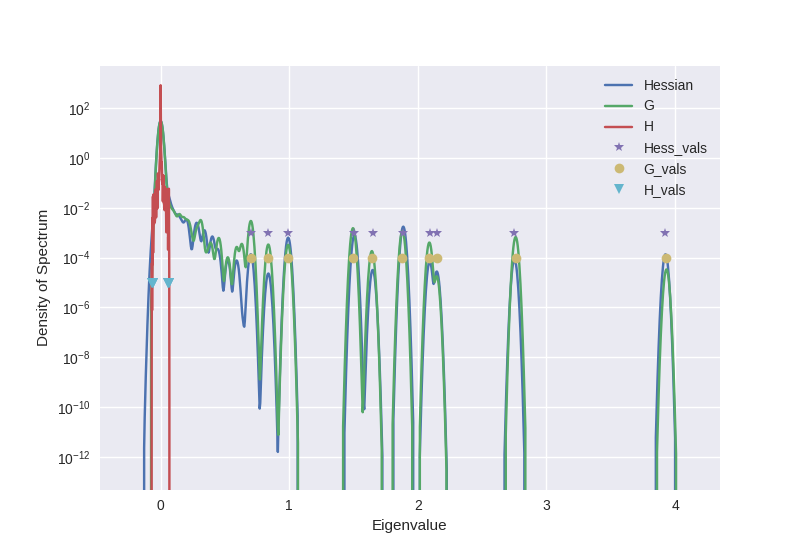 Hessian
G
H
Hess_vals
G_vals
H_vals
10^2
10^0
10^-2
10^-4
10^-6
10^-8
10^-10
10^-12
Density of Spectrum
0 1 2 3 4
Eigenvalue